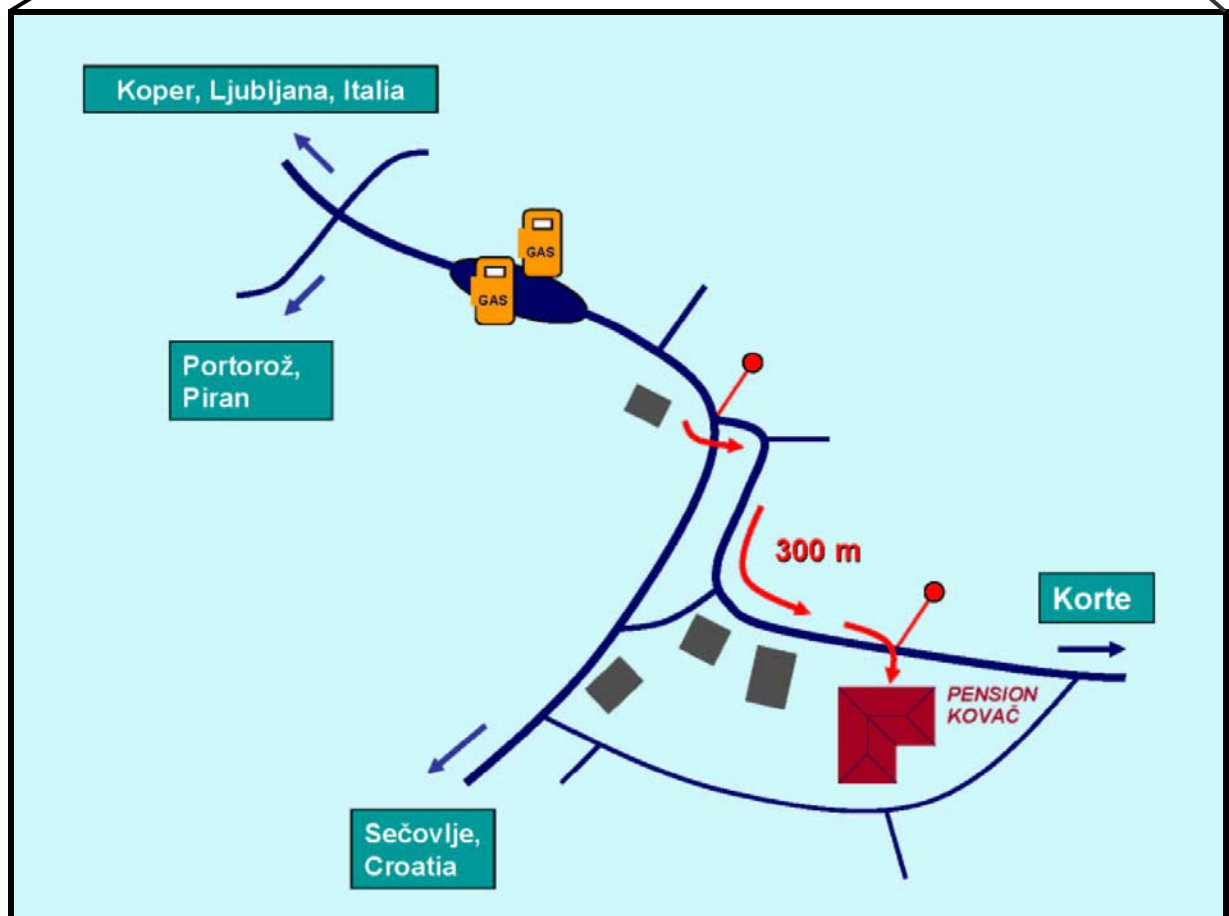 Koper, Ljubljana, Italia
GAS
GAS
Portorož,
Piran
300 m
Korte
PENSION
KOVAČ
Sečovlje,
Croatia